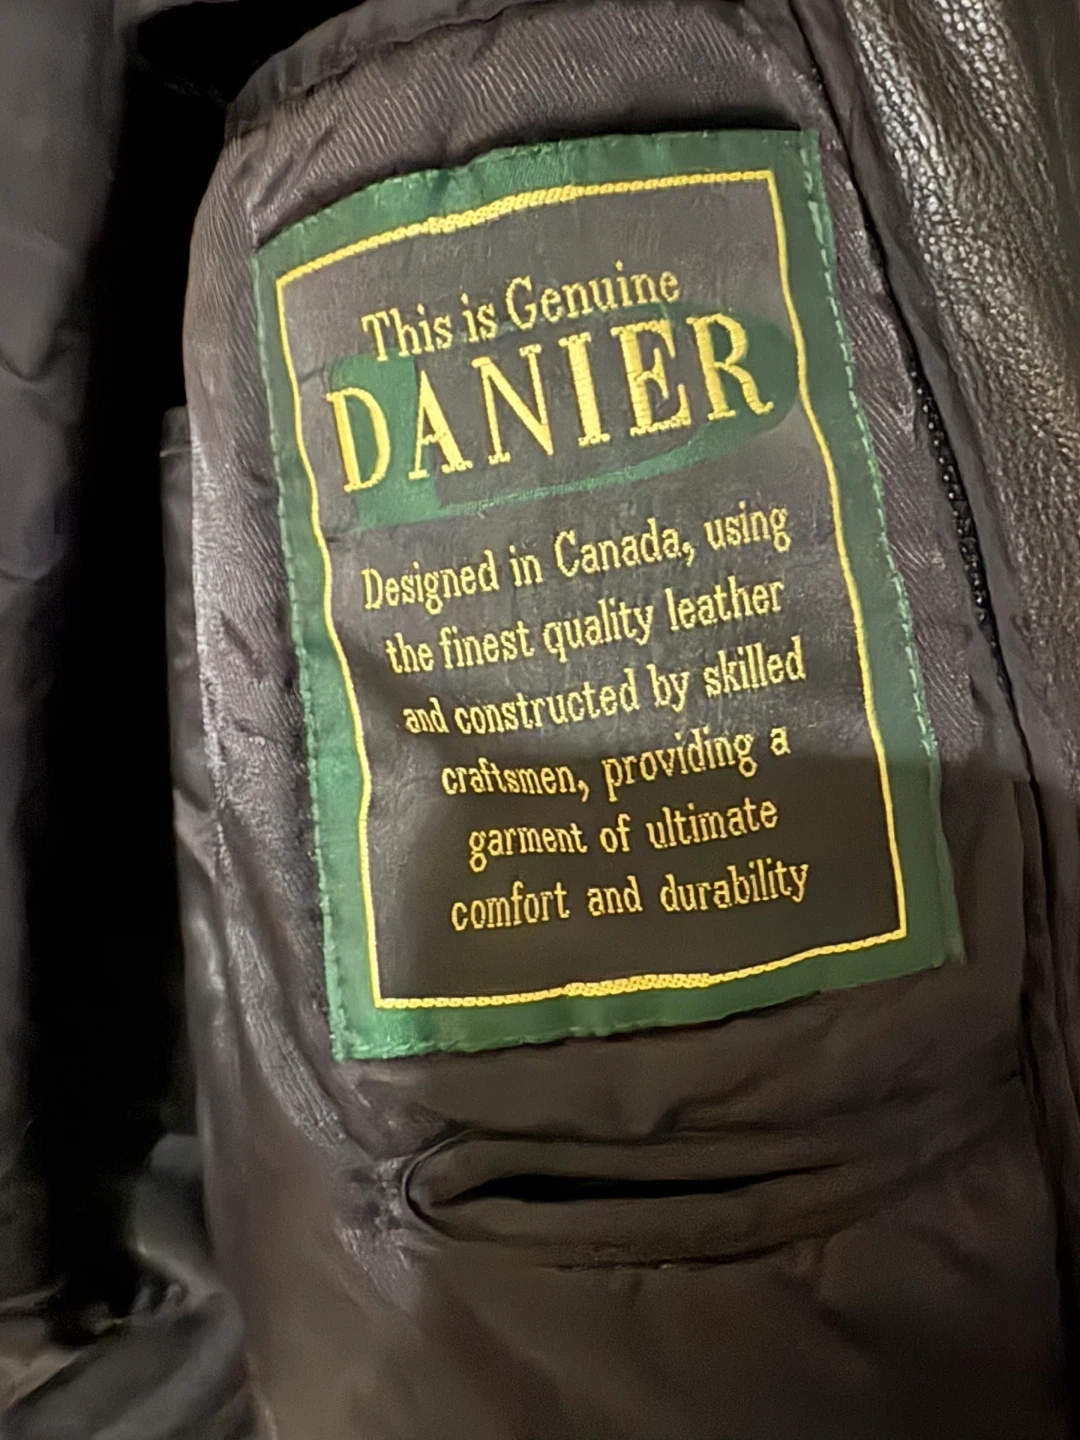 This is Genuine
DANIER
Designed in Canada, using
the finest quality leather
and constructed by skilled
craftsmen, providing a
garment of ultimate
comfort and durability